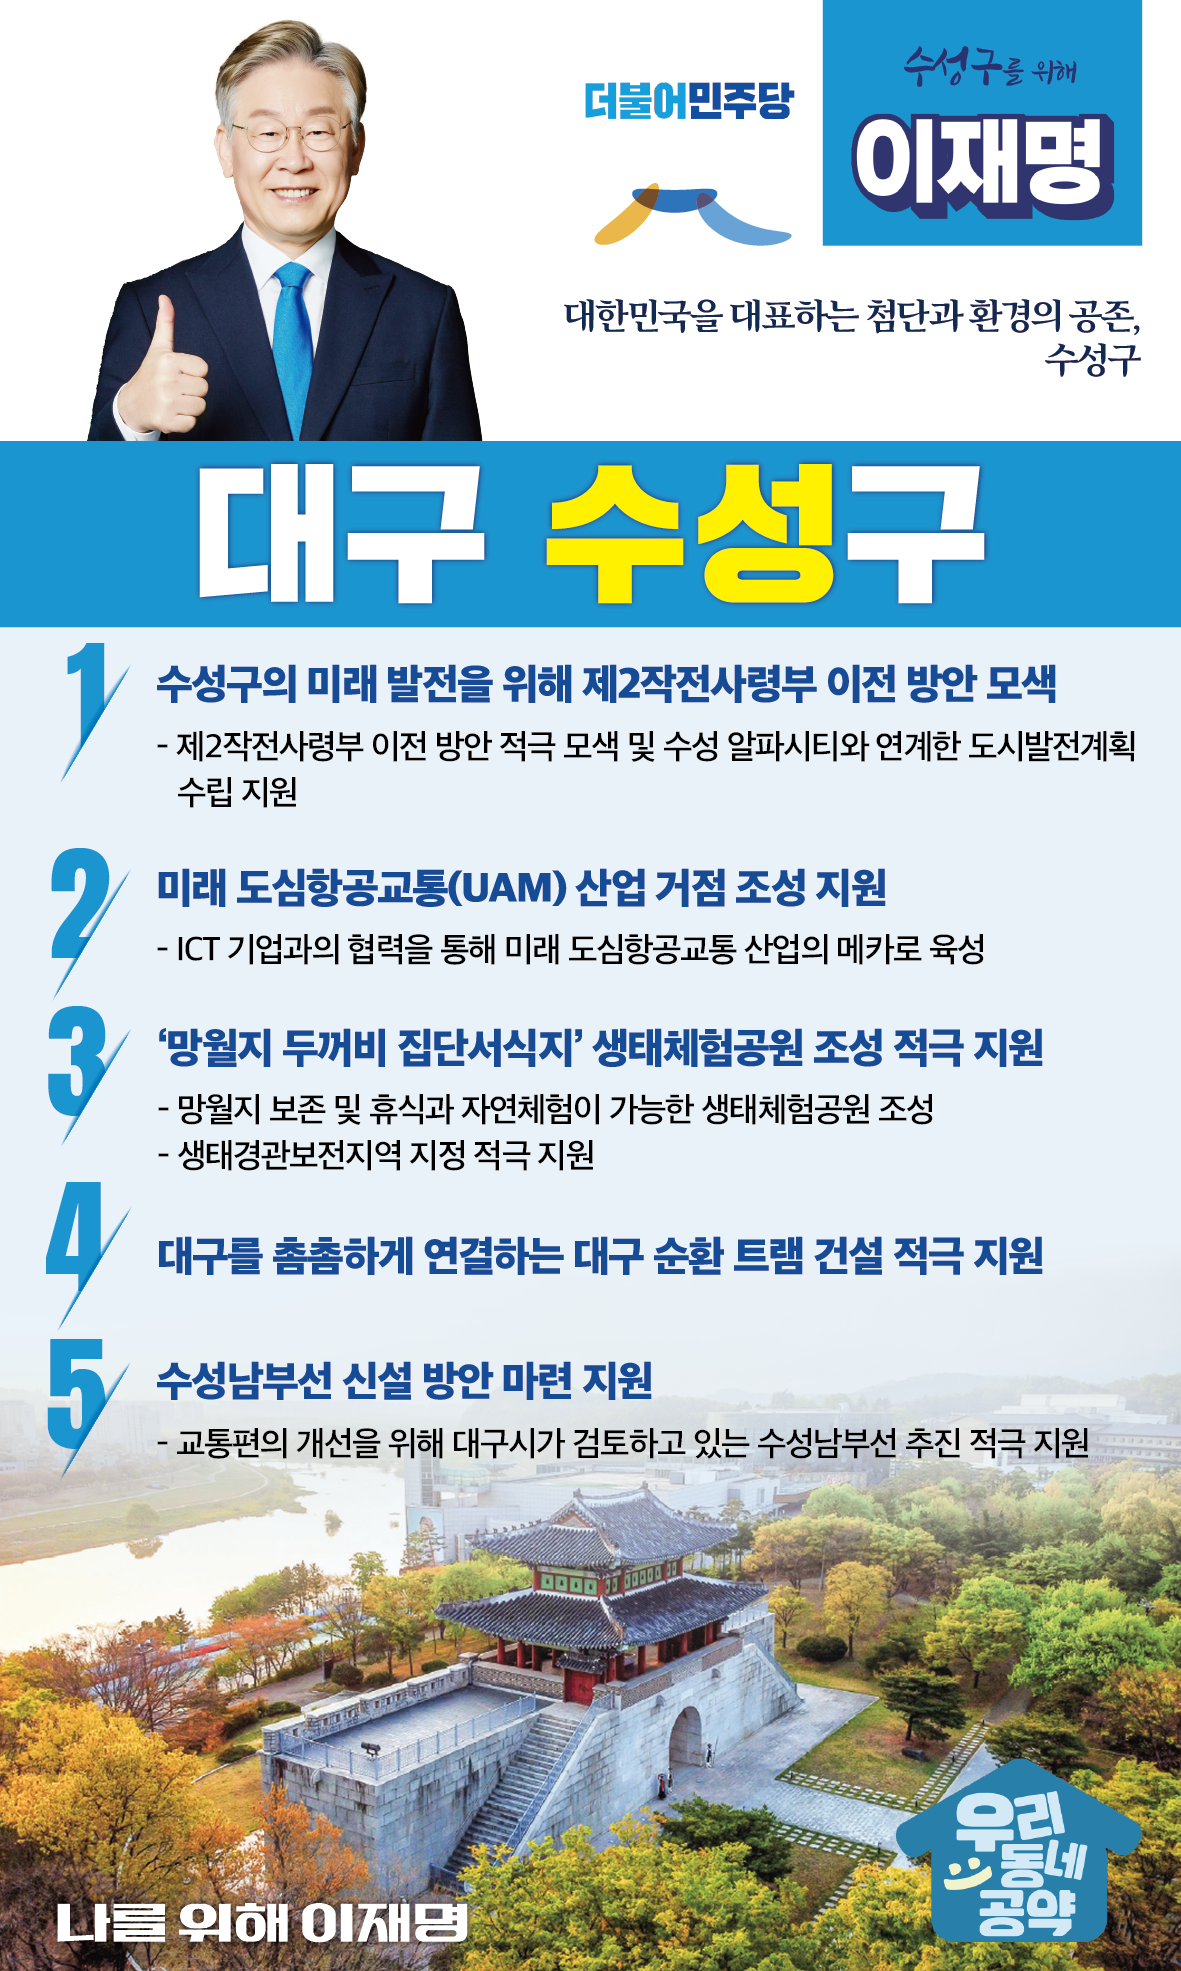 더불어민주당
수성구를 위해
이재명
대한민국을 대표하는 첨단과 환경의 공존,
수성구
대구 수성구
1 수성구의 미래 발전을 위해 제2작전사령부 이전 방안 모색
- 제2작전사령부 이전 방안 적극 모색 및 수성 알파시티와 연계한 도시발전계획
수립 지원
2 미래 도심항공교통(UAM) 산업 거점 조성 지원
- ICT 기업과의 협력을 통해 미래 도심항공교통 산업의 메카로 육성
3 ‘망월지 두꺼비 집단서식지’ 생태체험공원 조성 적극 지원
- 망월지 보존 및 휴식과 자연체험이 가능한 생태체험공원 조성
- 생태경관보전지역 지정 적극 지원
4 대구를 촘촘하게 연결하는 대구 순환 트램 건설 적극 지원
5 수성남부선 신설 방안 마련 지원
- 교통편의 개선을 위해 대구시가 검토하고 있는 수성남부선 추진 적극 지원
우리
동네
공약
나를 위해 이재명